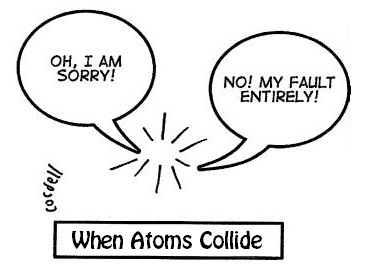 OH, I AM
SORRY!
NO! MY FAULT
ENTIRELY!
cordell
When Atoms Collide